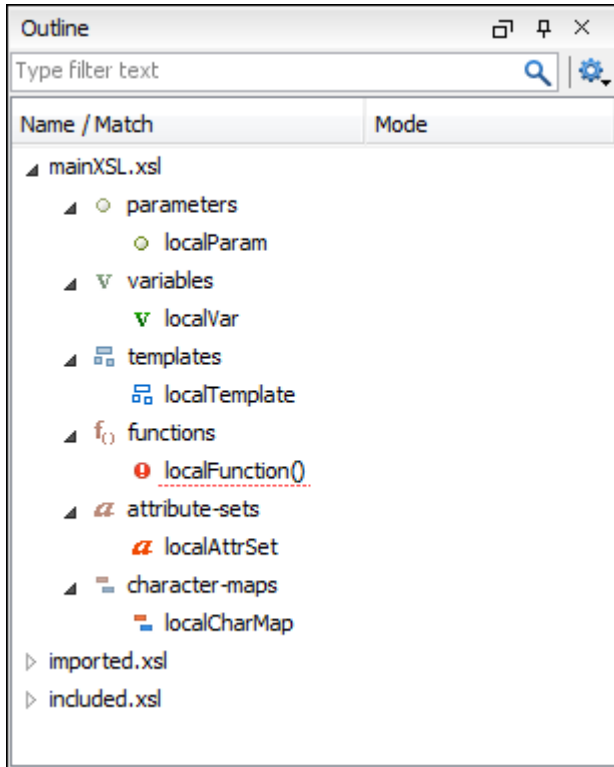 Outline
Type filter text
Name / Match Mode
mainXSL.xsl
parameters
localParam
v variables
v localVar
templates
localTemplate
f() functions
localFunction()
a attribute-sets
a localAttrSet
character-maps
localCharMap
imported.xsl
included.xsl